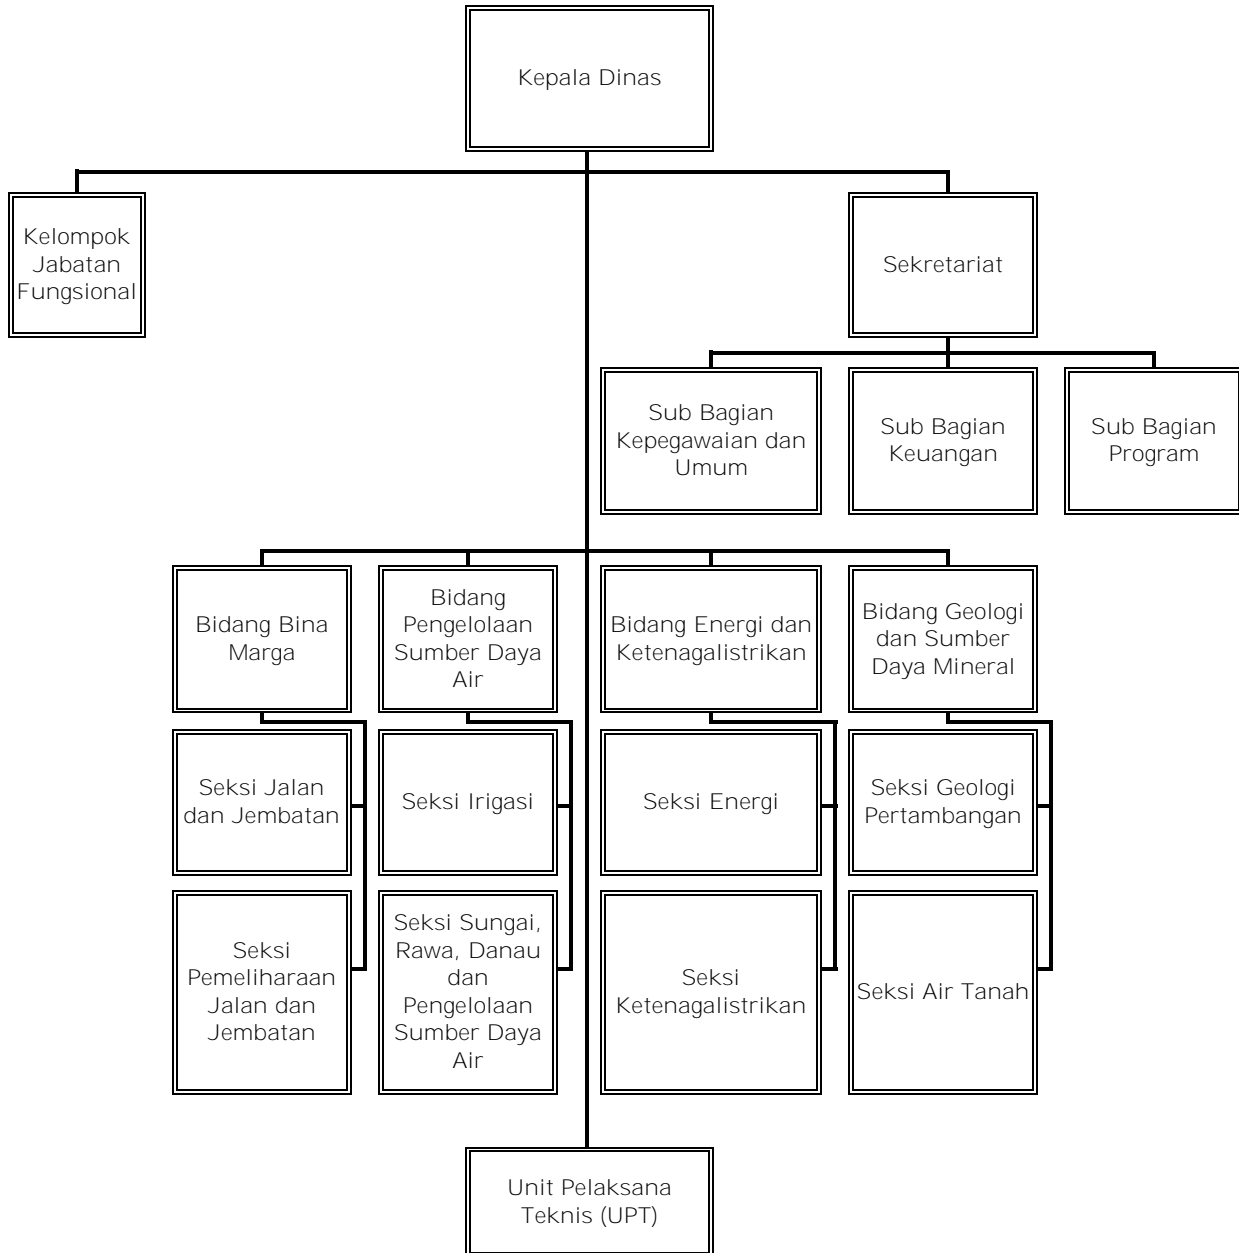 Kepala Dinas
Kelompok
Jabatan
Fungsional
Sekretariat
Sub Bagian
Kepegawaian dan
Umum
Sub Bagian
Keuangan
Sub Bagian
Program
Bidang Bina
Marga
Bidang
Pengelolaan
Sumber Daya
Air
Bidang Energi dan
Ketenagalistrikan
Bidang Geologi
dan Sumber
Daya Mineral
Seksi Jalan
dan Jembatan
Seksi Irigasi
Seksi Energi
Seksi Geologi
Pertambangan
Seksi
Pemeliharaan
Jalan dan
Jembatan
Seksi Sungai,
Rawa, Danau
dan
Pengelolaan
Sumber Daya
Air
Seksi
Ketenagalistrikan
Seksi Air Tanah
Unit Pelaksana
Teknis (UPT)